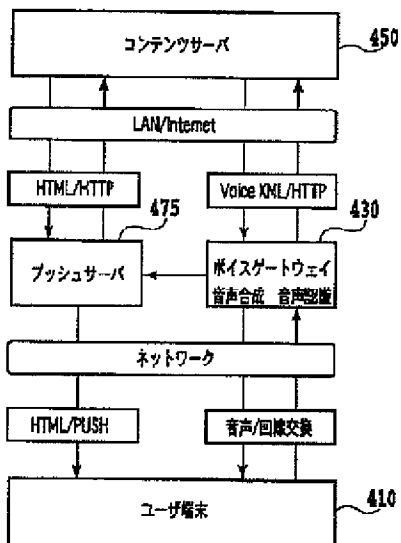 コンテンツサーバ
450
LAN/Internet
HTML/HTTP
Voice XML/HTTP
475
430
プッシュサーバ
ボイスゲートウェイ
音声合成 音声認識
ネットワーク
HTML/PUSH
音声/回線交換
ユーザ端末
410